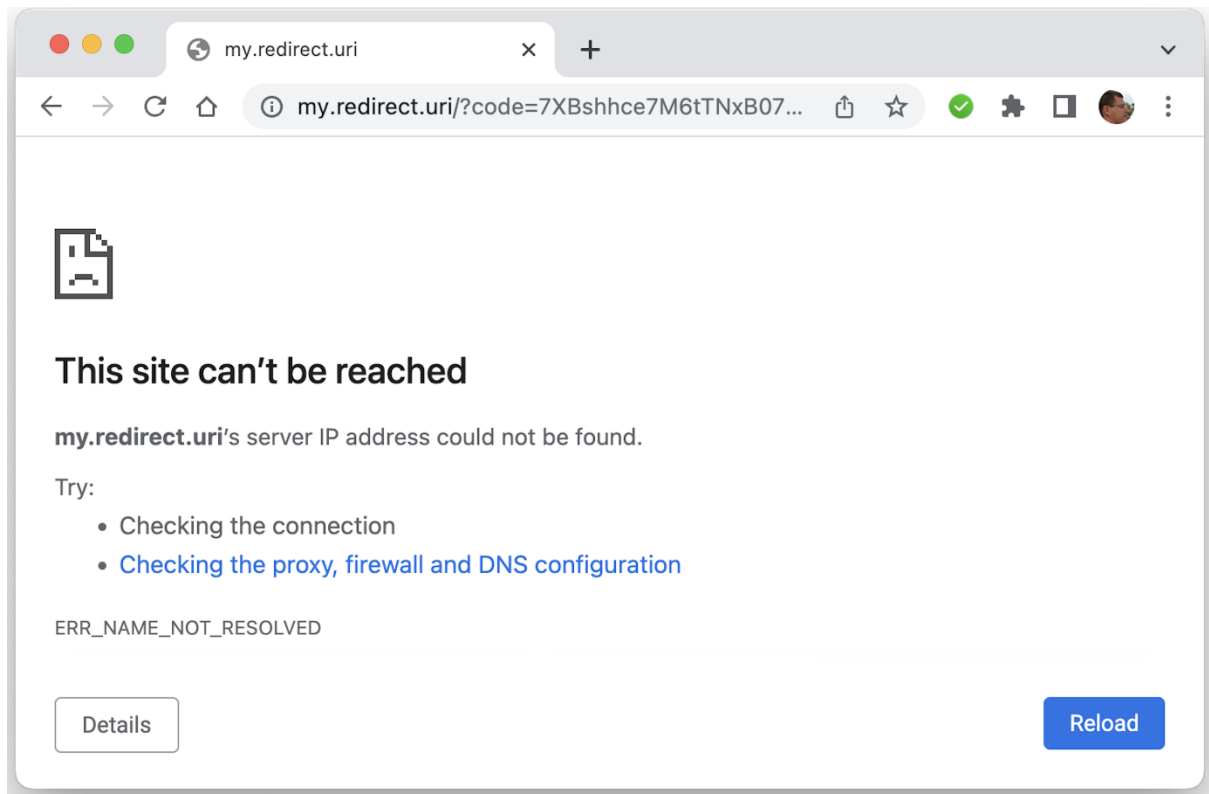 my.redirect.uri
my.redirect.uri/?code=7XBshhce7M6tTNxB07...
This site can’t be reached
my.redirect.uri’s server IP address could not be found.
Try:
Checking the connection
Checking the proxy, firewall and DNS configuration
ERR_NAME_NOT_RESOLVED
Details
Reload